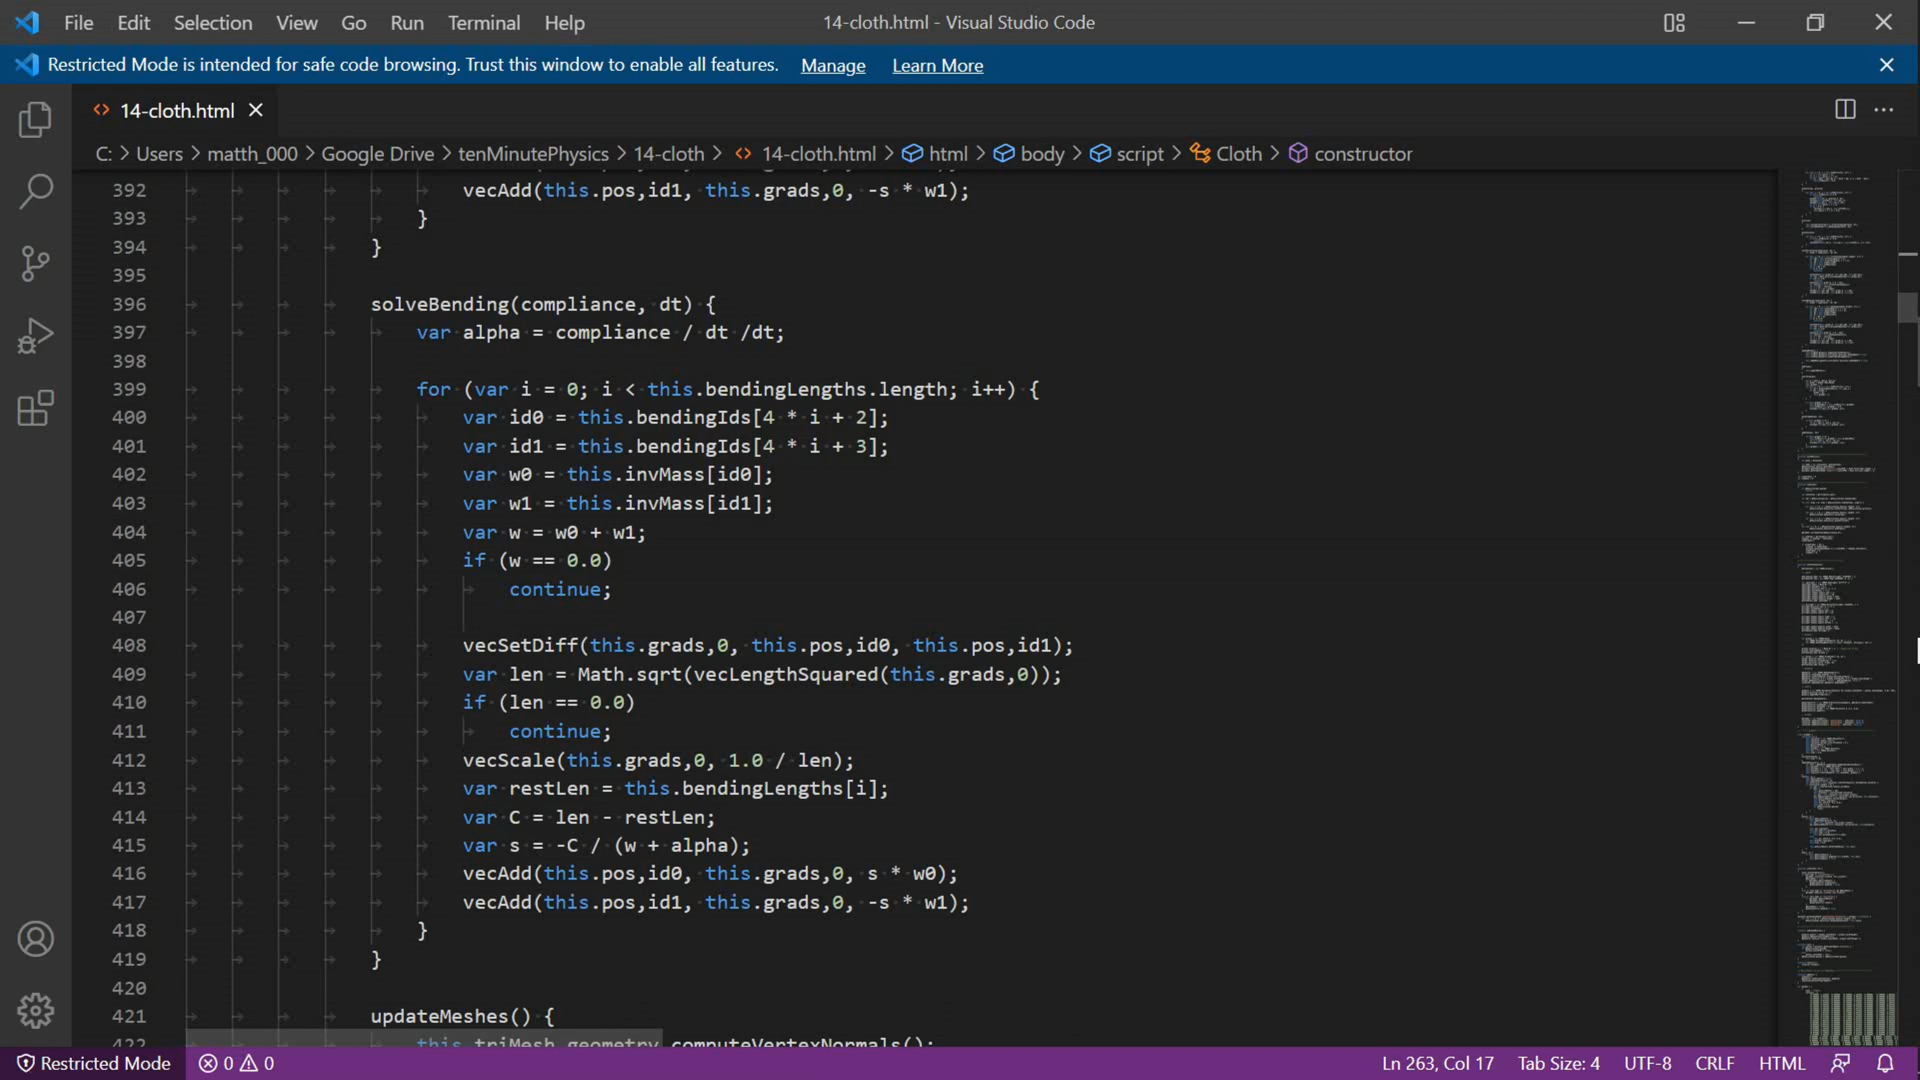 File Edit Selection View Go Run Terminal Help 14-cloth.html - Visual Studio Code
Restricted Mode is intended for safe code browsing. Trust this window to enable all features. Manage Learn More
14-cloth.html
C: > Users > matth_000 > Google Drive > tenMinutePhysics > 14-cloth > 14-cloth.html > html > body > script > Cloth > constructor
392 vecAdd(this.pos,id1, this.grads,0, -s * w1);
393 }
394 }
395
396 solveBending(compliance, dt) {
397 var alpha = compliance / dt /dt;
398
399 for (var i = 0; i < this.bendingLengths.length; i++) {
400 var id0 = this.bendingIds[4 * i + 2];
401 var id1 = this.bendingIds[4 * i + 3];
402 var w0 = this.invMass[id0];
403 var w1 = this.invMass[id1];
404 var w = w0 + w1;
405 if (w == 0.0)
406 continue;
407
408 vecSetDiff(this.grads,0, this.pos,id0, this.pos,id1);
409 var len = Math.sqrt(vecLengthSquared(this.grads,0));
410 if (len == 0.0)
411 continue;
412 vecScale(this.grads,0, 1.0 / len);
413 var restLen = this.bendingLengths[i];
414 var C = len - restLen;
415 var s = -C / (w + alpha);
416 vecAdd(this.pos,id0, this.grads,0, s * w0);
417 vecAdd(this.pos,id1, this.grads,0, -s * w1);
418 }
419 }
420
421 updateMeshes() {
422 this.triMesh.geometry.computeVertexNormals();
Restricted Mode 0 0 Ln 263, Col 17 Tab Size: 4 UTF-8 CRLF HTML